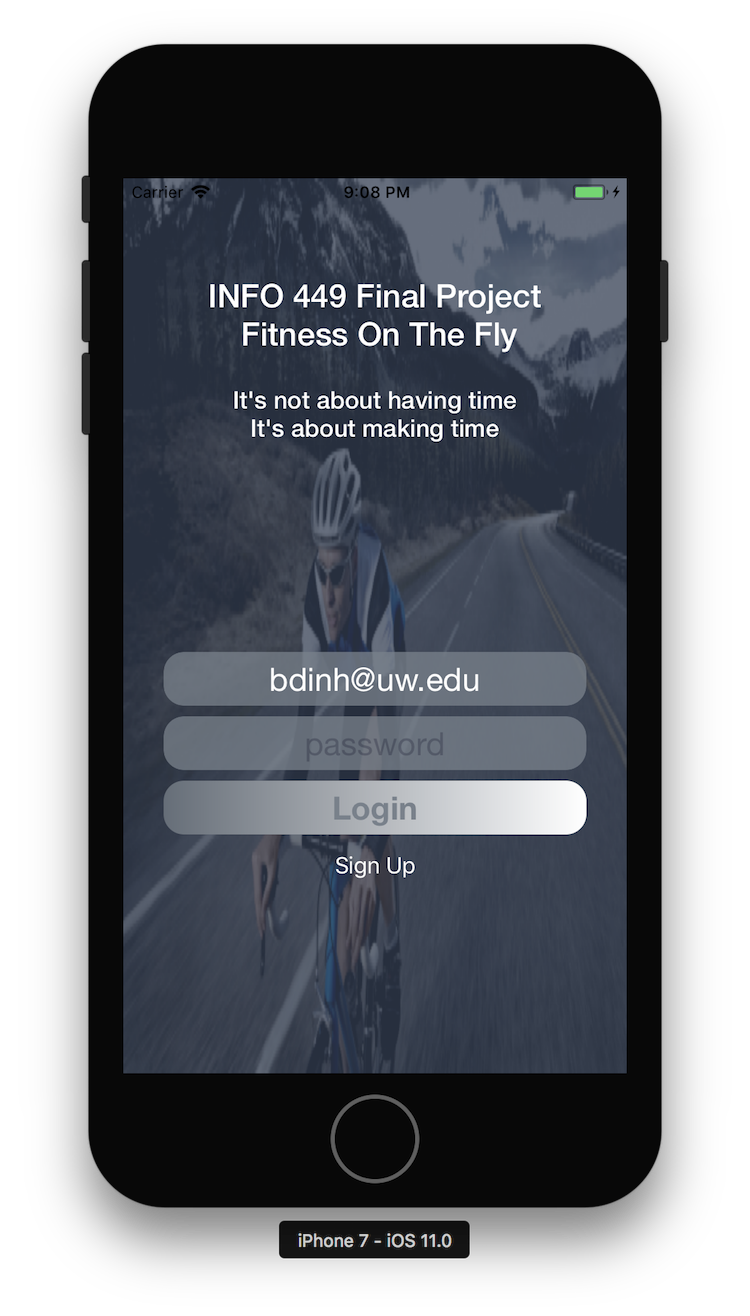 Carrier 9:08 PM
INFO 449 Final Project
Fitness On The Fly
It's not about having time
It's about making time
bdinh@uw.edu
password
Login
Sign Up
iPhone 7 - iOS 11.0